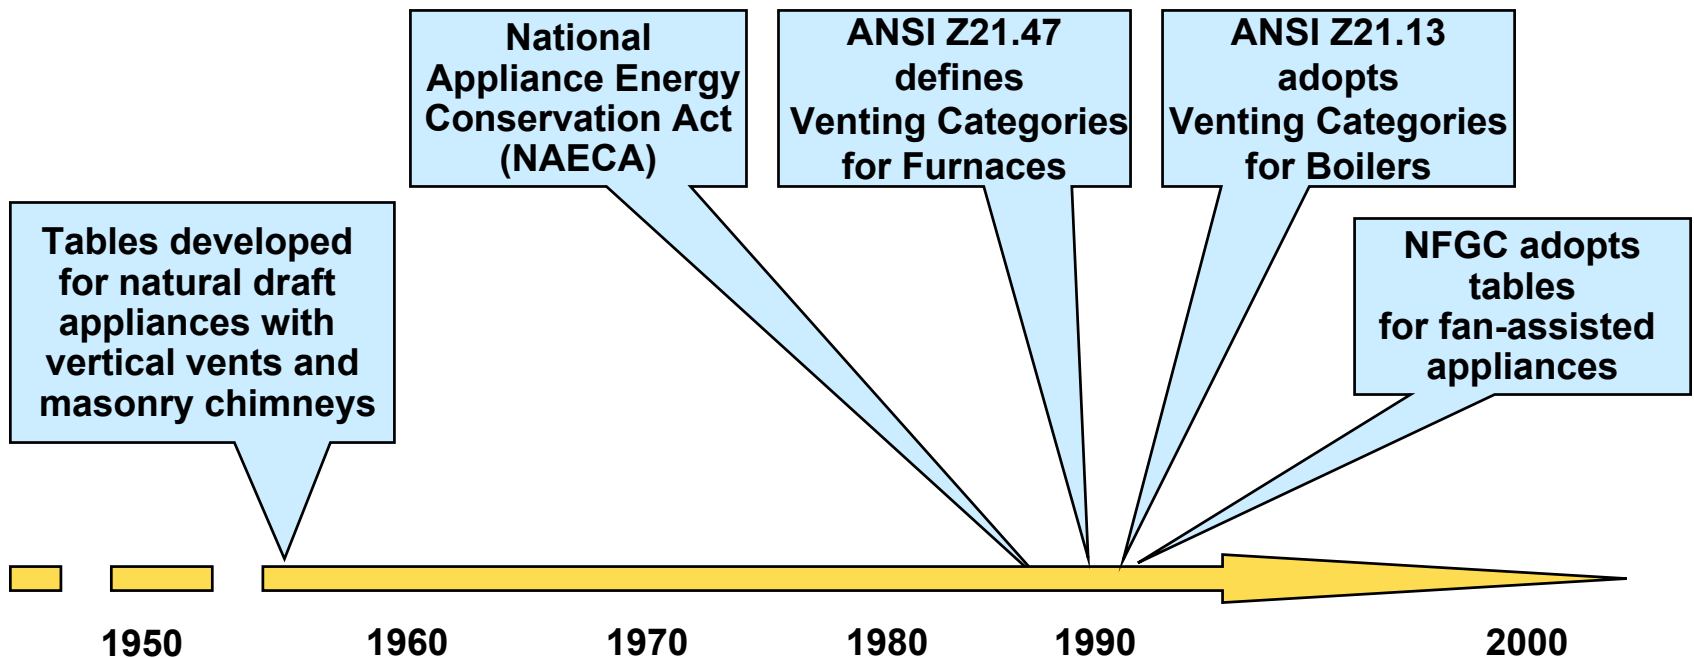 National
Appliance Energy
Conservation Act
(NAECA)
ANSI Z21.47
defines
Venting Categories
for Furnaces
ANSI Z21.13
adopts
Venting Categories
for Boilers
Tables developed
for natural draft
appliances with
vertical vents and
masonry chimneys
NFGC adopts
tables
for fan-assisted
appliances
1950 1960 1970 1980 1990 2000